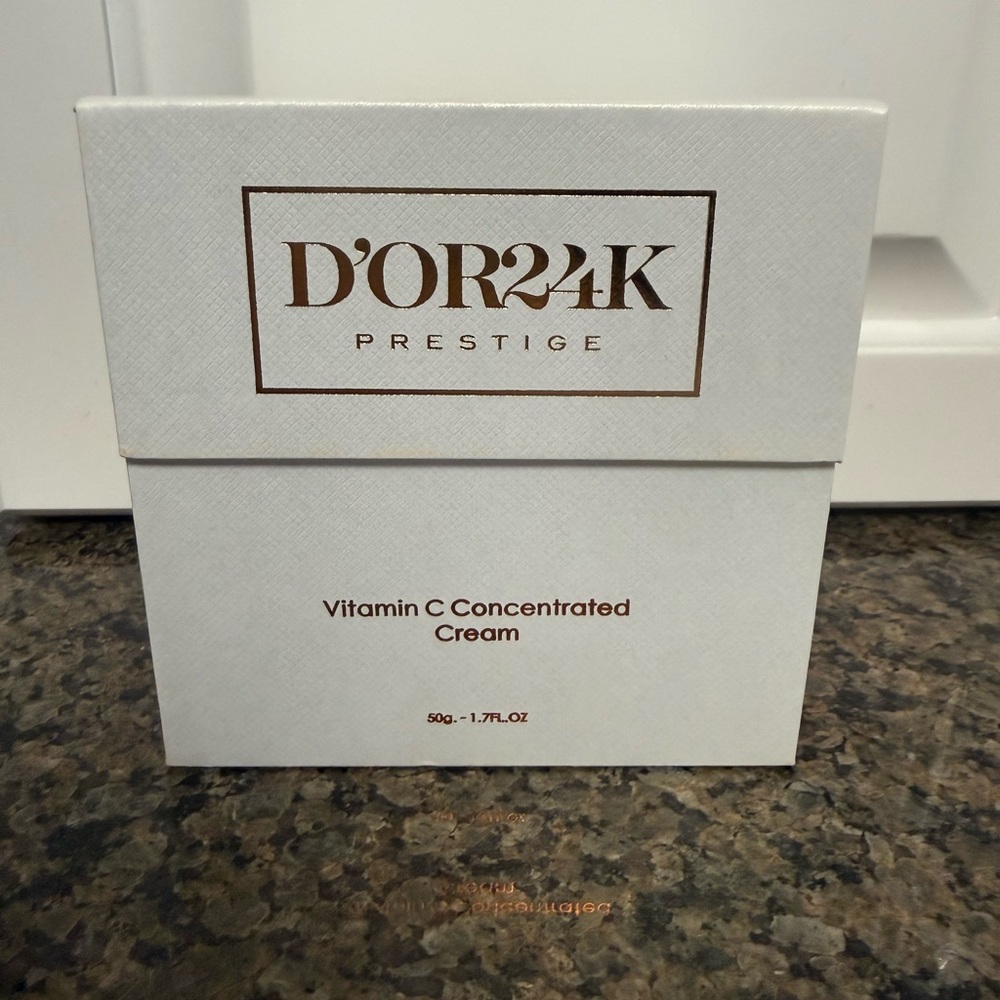 D'OR24K
PRESTIGE
Vitamin C Concentrated
Cream
50g. - 1.7FL..OZ